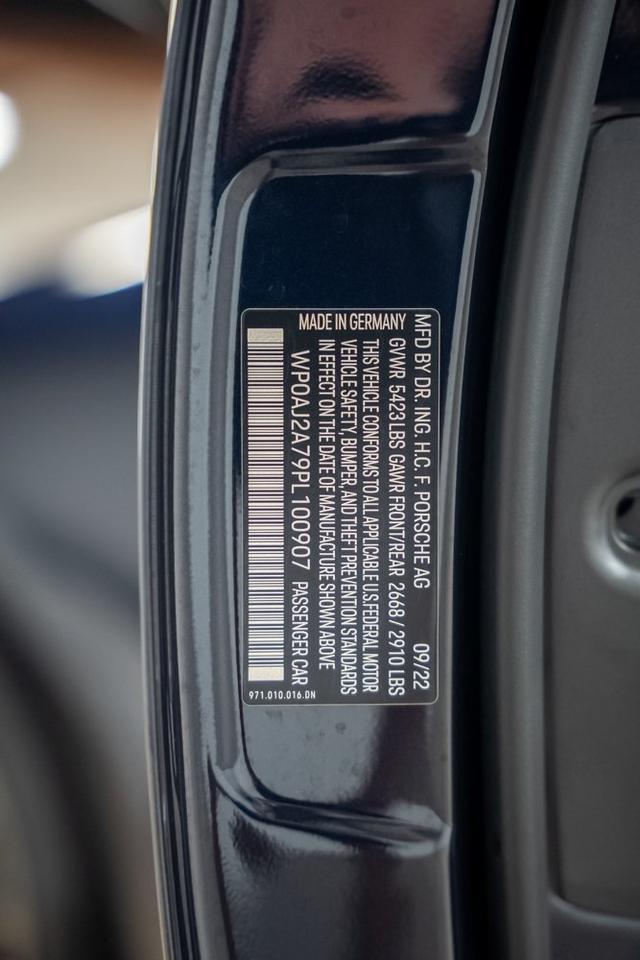 MFD BY DR. ING. H.C. F. PORSCHE AG 09/22
GVWR 5423 LBS GAWR FRONT/REAR 2668 / 2910 LBS
THIS VEHICLE CONFORMS TO ALL APPLICABLE U.S. FEDERAL MOTOR
VEHICLE SAFETY, BUMPER, AND THEFT PREVENTION STANDARDS
IN EFFECT ON THE DATE OF MANUFACTURE SHOWN ABOVE
WP0AJ2A79PL100907 PASSENGER CAR
MADE IN GERMANY
971.010.016.DN